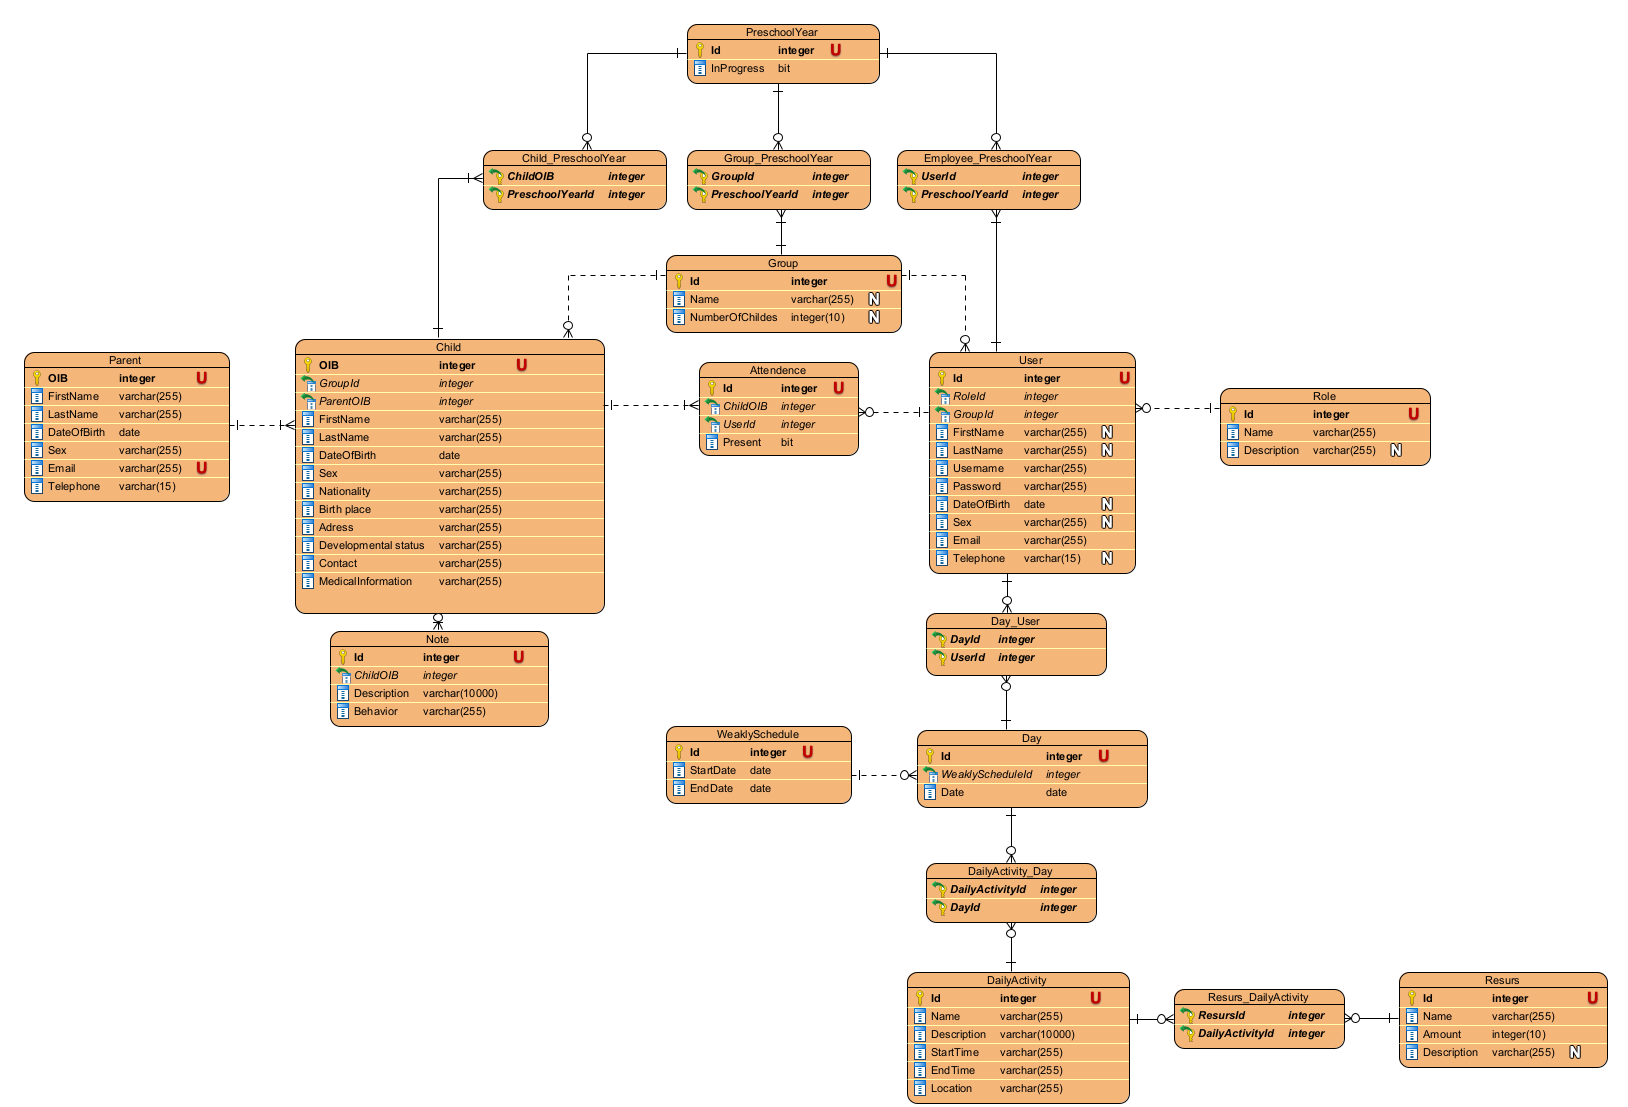 PreschoolYear
Id integer U
InProgress bit
Child_PreschoolYear
ChildOIB integer
PreschoolYearId integer
Group_PreschoolYear
GroupId integer
PreschoolYearId integer
Employee_PreschoolYear
UserId integer
PreschoolYearId integer
Group
Id integer U
Name varchar(255) N
NumberOfChildes integer(10) N
Parent
OIB integer U
FirstName varchar(255)
LastName varchar(255)
DateOfBirth date
Sex varchar(255)
Email varchar(255) U
Telephone varchar(15)
Child
OIB integer U
GroupId integer
ParentOIB integer
FirstName varchar(255)
LastName varchar(255)
DateOfBirth date
Sex varchar(255)
Nationality varchar(255)
Birth place varchar(255)
Adress varchar(255)
Developmental status varchar(255)
Contact varchar(255)
MedicalInformation varchar(255)
Attendence
Id integer U
ChildOIB integer
UserId integer
Present bit
User
Id integer U
RoleId integer
GroupId integer
FirstName varchar(255) N
LastName varchar(255) N
Username varchar(255)
Password varchar(255)
DateOfBirth date N
Sex varchar(255) N
Email varchar(255)
Telephone varchar(15) N
Role
Id integer U
Name varchar(255)
Description varchar(255) N
Note
Id integer U
ChildOIB integer
Description varchar(10000)
Behavior varchar(255)
Day_User
DayId integer
UserId integer
WeaklySchedule
Id integer U
StartDate date
EndDate date
Day
Id integer U
WeaklyScheduleId integer
Date date
DailyActivity_Day
DailyActivityId integer
DayId integer
DailyActivity
Id integer U
Name varchar(255)
Description varchar(10000)
StartTime varchar(255)
EndTime varchar(255)
Location varchar(255)
Resurs_DailyActivity
ResursId integer
DailyActivityId integer
Resurs
Id integer U
Name varchar(255)
Amount integer(10)
Description varchar(255) N